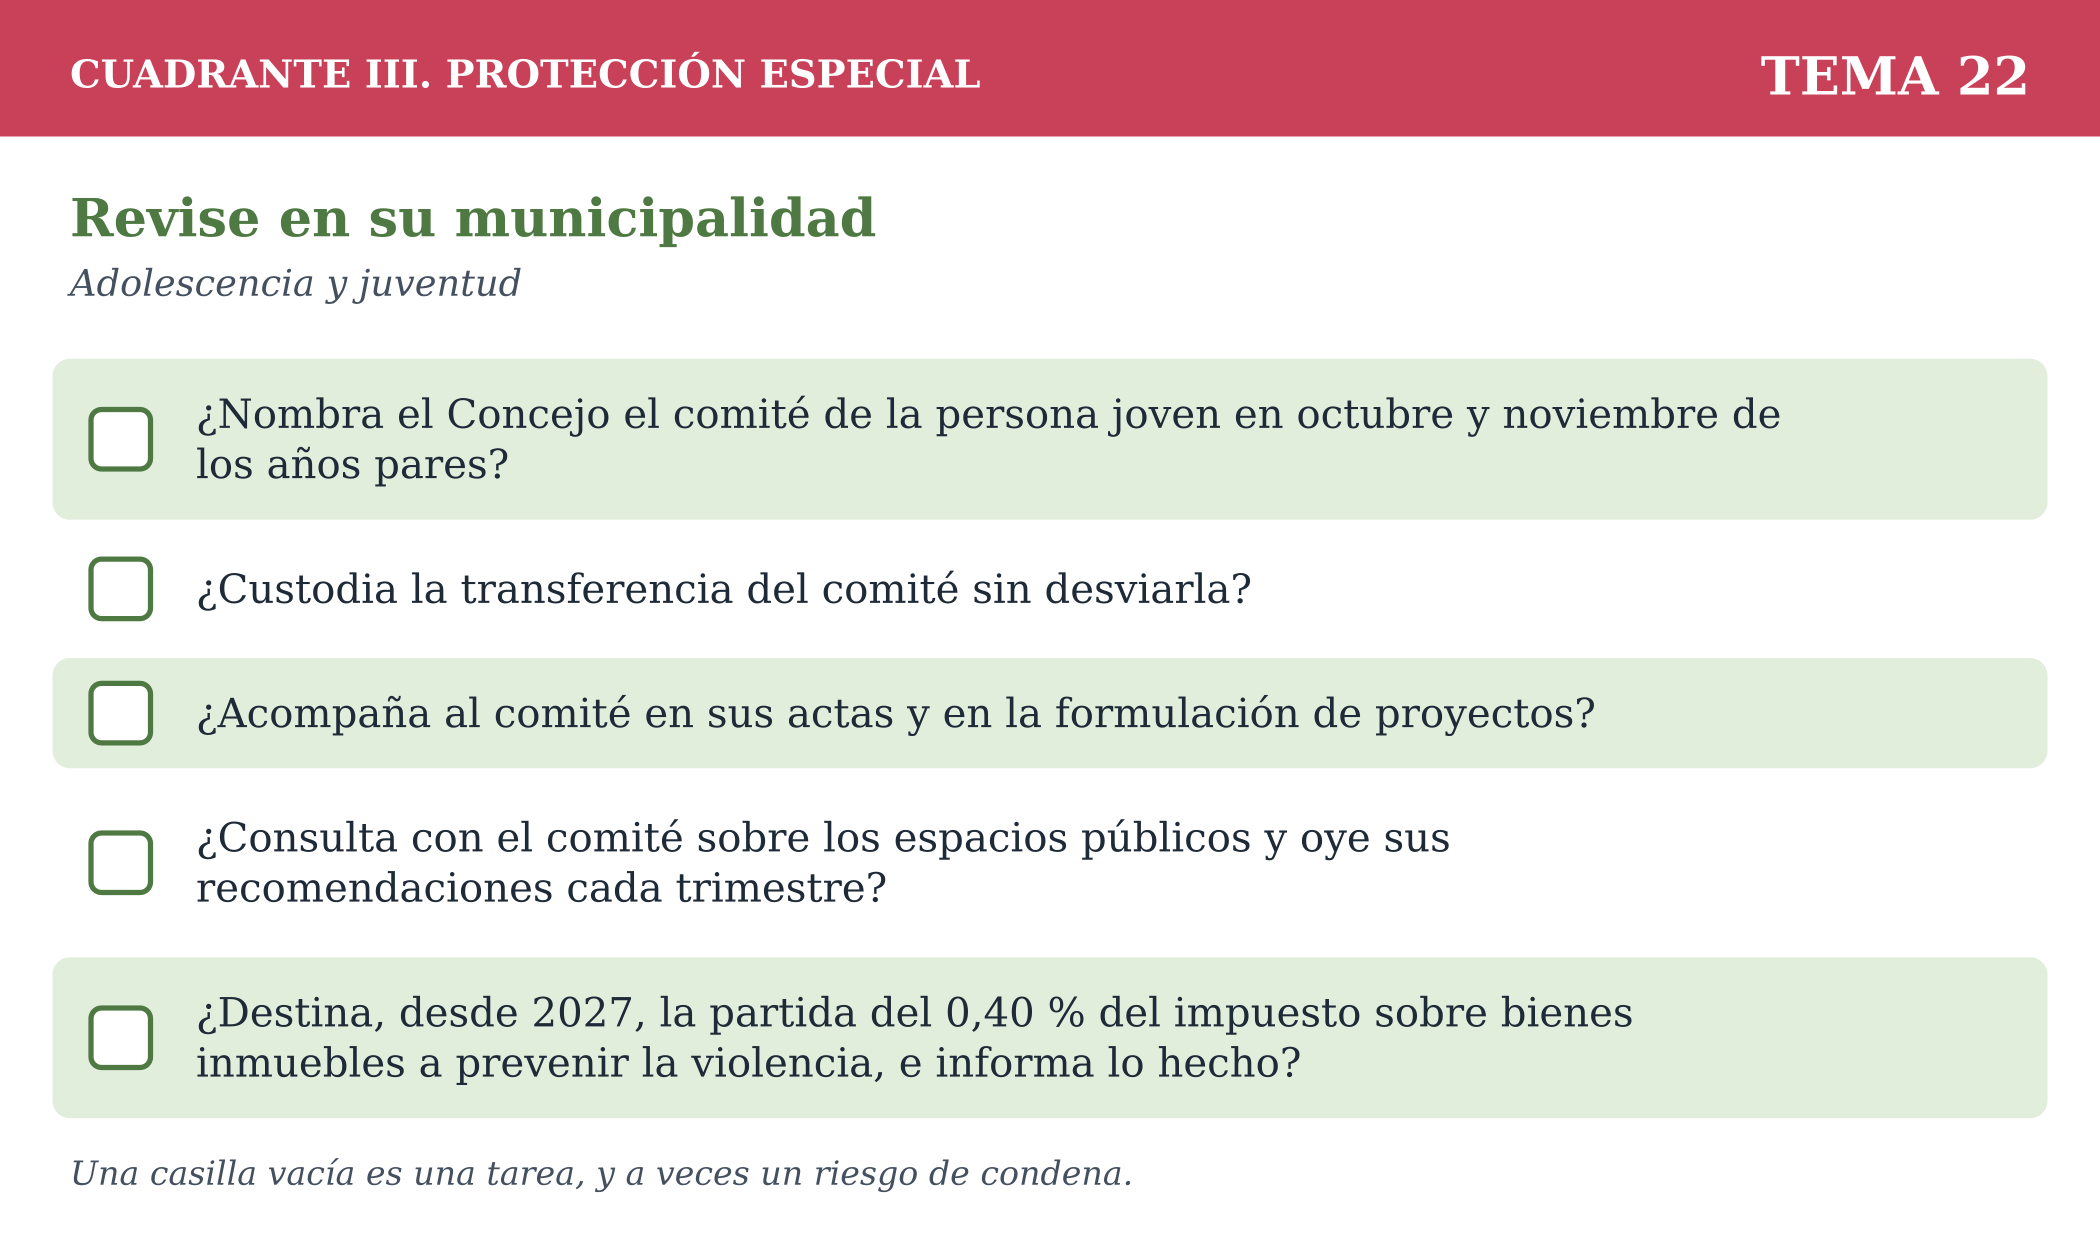 CUADRANTE III. PROTECCIÓN ESPECIAL
TEMA 22
Revise en su municipalidad
Adolescencia y juventud
¿Nombra el Concejo el comité de la persona joven en octubre y noviembre de
los años pares?
¿Custodia la transferencia del comité sin desviarla?
¿Acompaña al comité en sus actas y en la formulación de proyectos?
¿Consulta con el comité sobre los espacios públicos y oye sus
recomendaciones cada trimestre?
¿Destina, desde 2027, la partida del 0,40 % del impuesto sobre bienes
inmuebles a prevenir la violencia, e informa lo hecho?
Una casilla vacía es una tarea, y a veces un riesgo de condena.